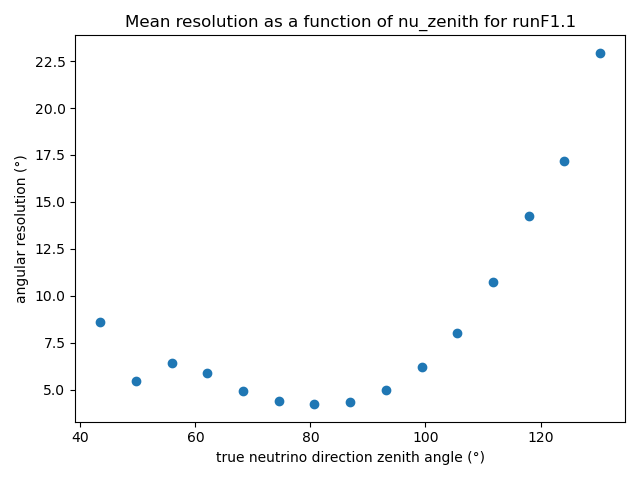 Mean resolution as a function of nu_zenith for runF1.1
22.5
20.0
17.5
15.0
12.5
10.0
7.5
5.0
angular resolution (°)
40 60 80 100 120
true neutrino direction zenith angle (°)